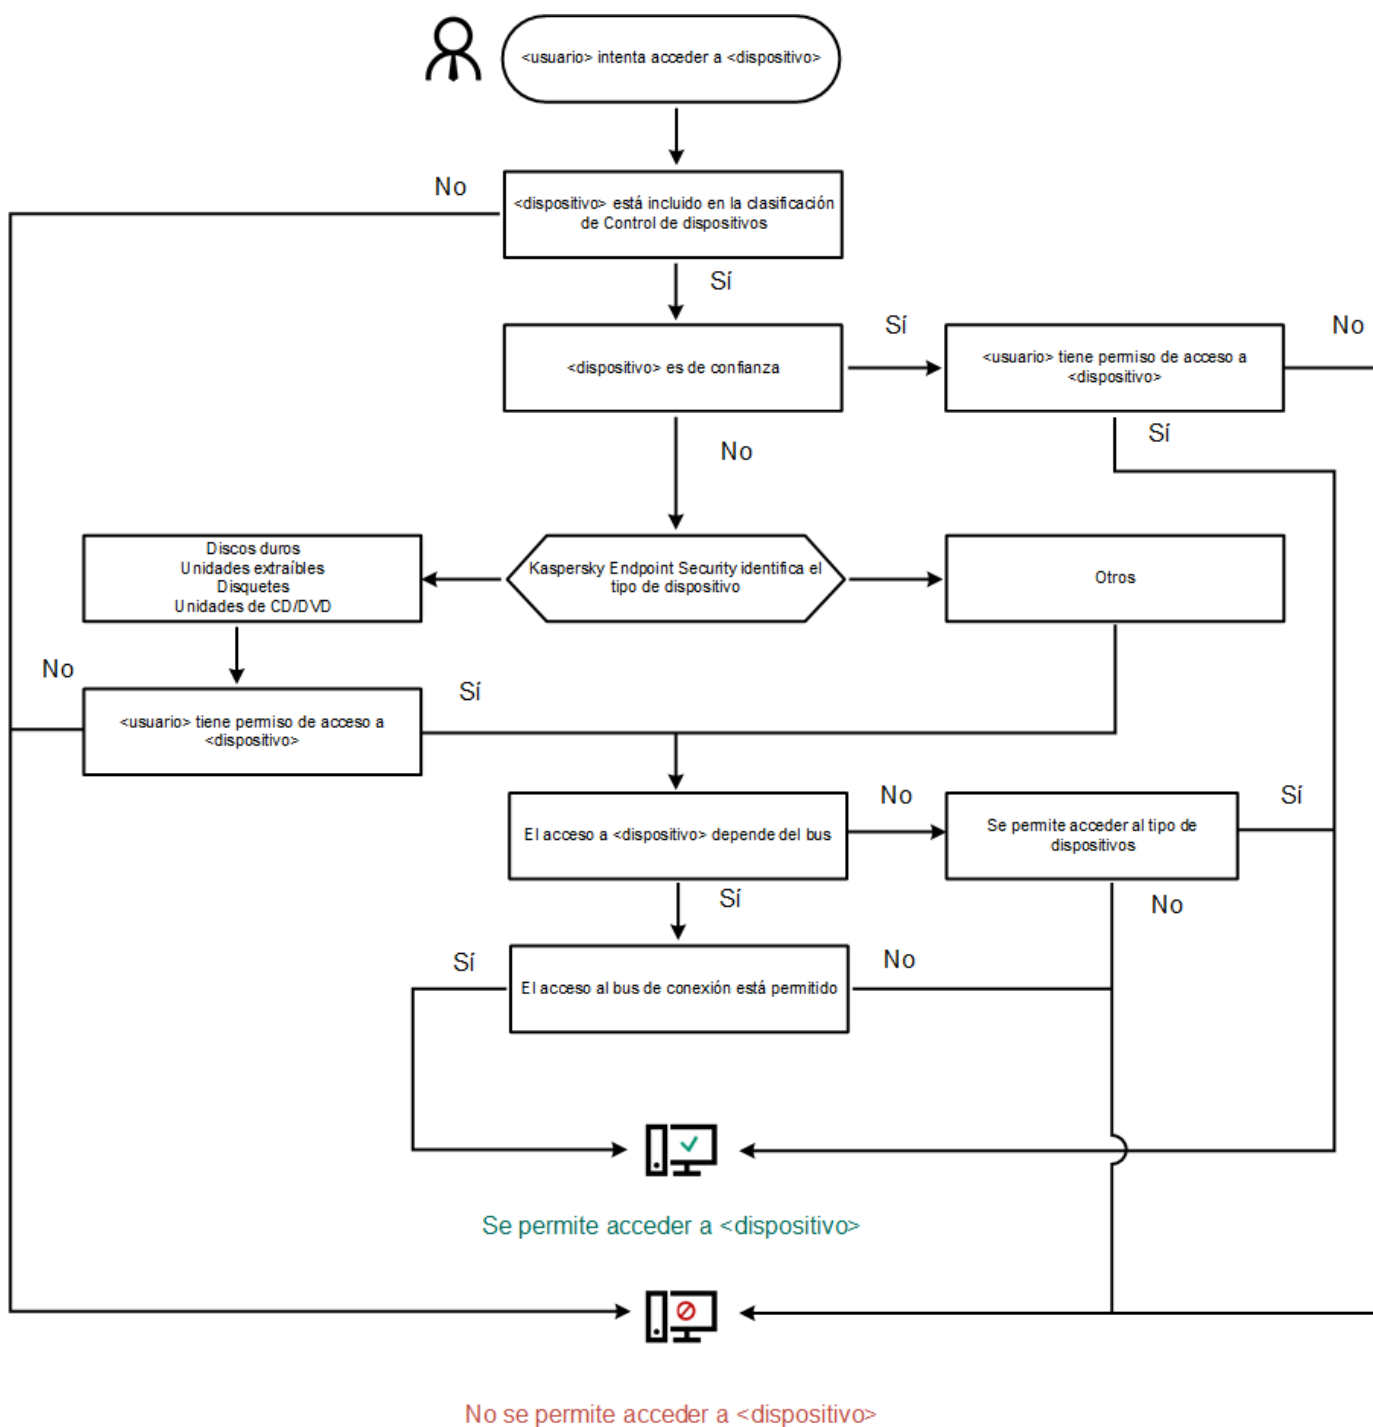 <usuario> intenta acceder a <dispositivo>
No
<dispositivo> está incluido en la clasificación
de Control de dispositivos
Sí
<dispositivo> es de confianza
Sí
<usuario> tiene permiso de acceso a
<dispositivo>
No
Sí
No
Discos duros
Unidades extraíbles
Disquetes
Unidades de CD/DVD
Kaspersky Endpoint Security identifica el
tipo de dispositivo
Otros
No
<usuario> tiene permiso de acceso a
<dispositivo>
Sí
El acceso a <dispositivo> depende del bus
No
Se permite acceder al tipo de
dispositivos
Sí
Sí
No
Sí
El acceso al bus de conexión está permitido
No
Se permite acceder a <dispositivo>
No se permite acceder a <dispositivo>